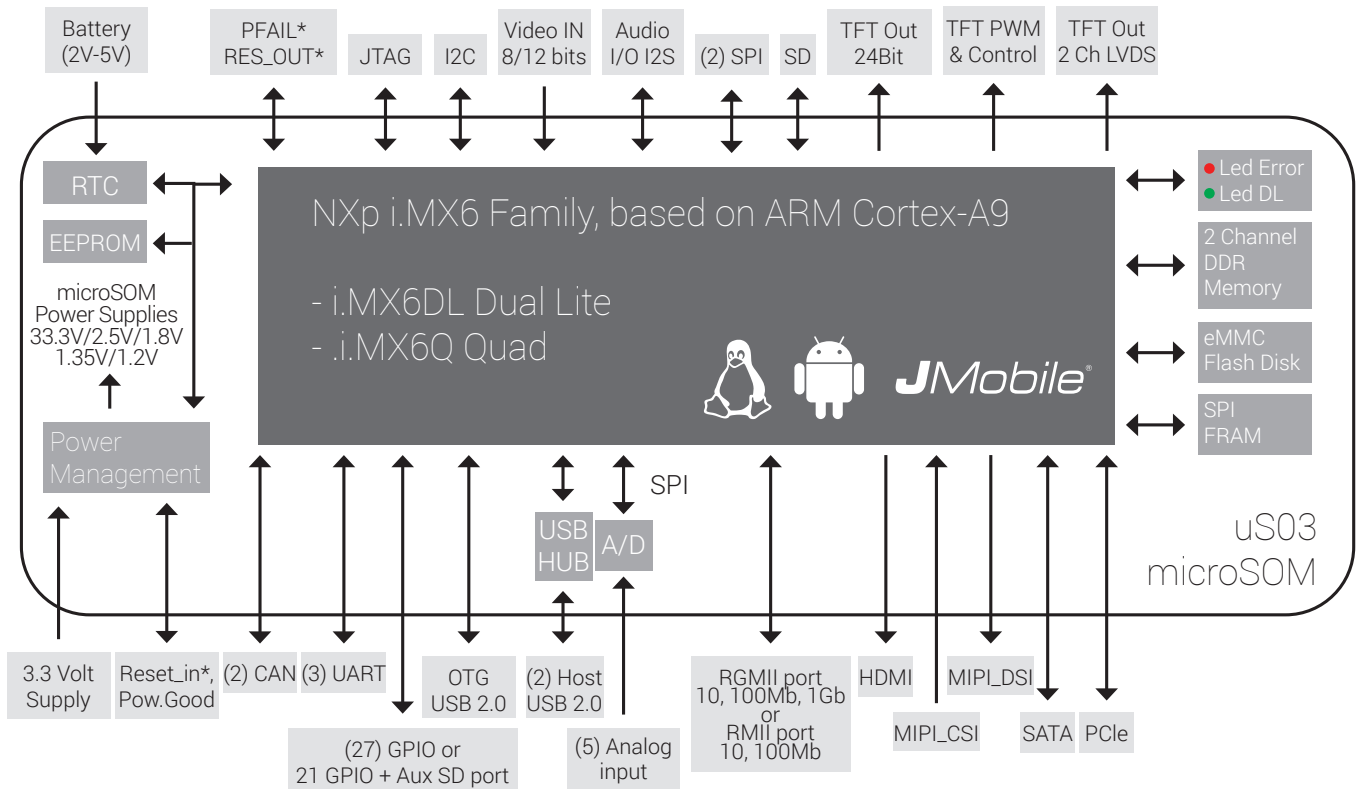 Battery
(2V-5V)
PFAIL*
RES_OUT*
JTAG
I2C
Video IN
8/12 bits
Audio
I/O I2S
(2) SPI
SD
TFT Out
24Bit
TFT PWM
& Control
TFT Out
2 Ch LVDS
RTC
EEPROM
microSOM
Power Supplies
33.3V/2.5V/1.8V
1.35V/1.2V
Power
Management
NXp i.MX6 Family, based on ARM Cortex-A9
- i.MX6DL Dual Lite
- .i.MX6Q Quad
JMobile®
Led Error
Led DL
2 Channel
DDR
Memory
eMMC
Flash Disk
SPI
FRAM
SPI
USB
HUB
A/D
uS03
microSOM
3.3 Volt
Supply
Reset_in*,
Pow.Good
(2) CAN
(3) UART
OTG
USB 2.0
(2) Host
USB 2.0
RGMII port
10, 100Mb, 1Gb
or
RMII port
10, 100Mb
HDMI
MIPI_DSI
MIPI_CSI
SATA
PCle
(27) GPIO or
21 GPIO + Aux SD port
(5) Analog
input